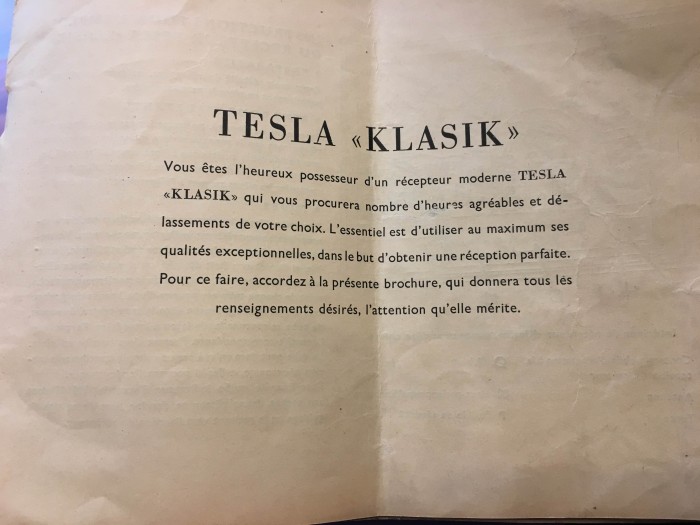 TESLA «KLASIK»
Vous êtes l'heureux possesseur d'un récepteur moderne TESLA
«KLASIK» qui vous procurera nombre d'heures agréables et dé-
lassements de votre choix. L'essentiel est d'utiliser au maximum ses
qualités exceptionnelles, dans le but d'obtenir une réception parfaite.
Pour ce faire, accordez à la présente brochure, qui donnera tous les
renseignements désirés, l'attention qu'elle mérite.